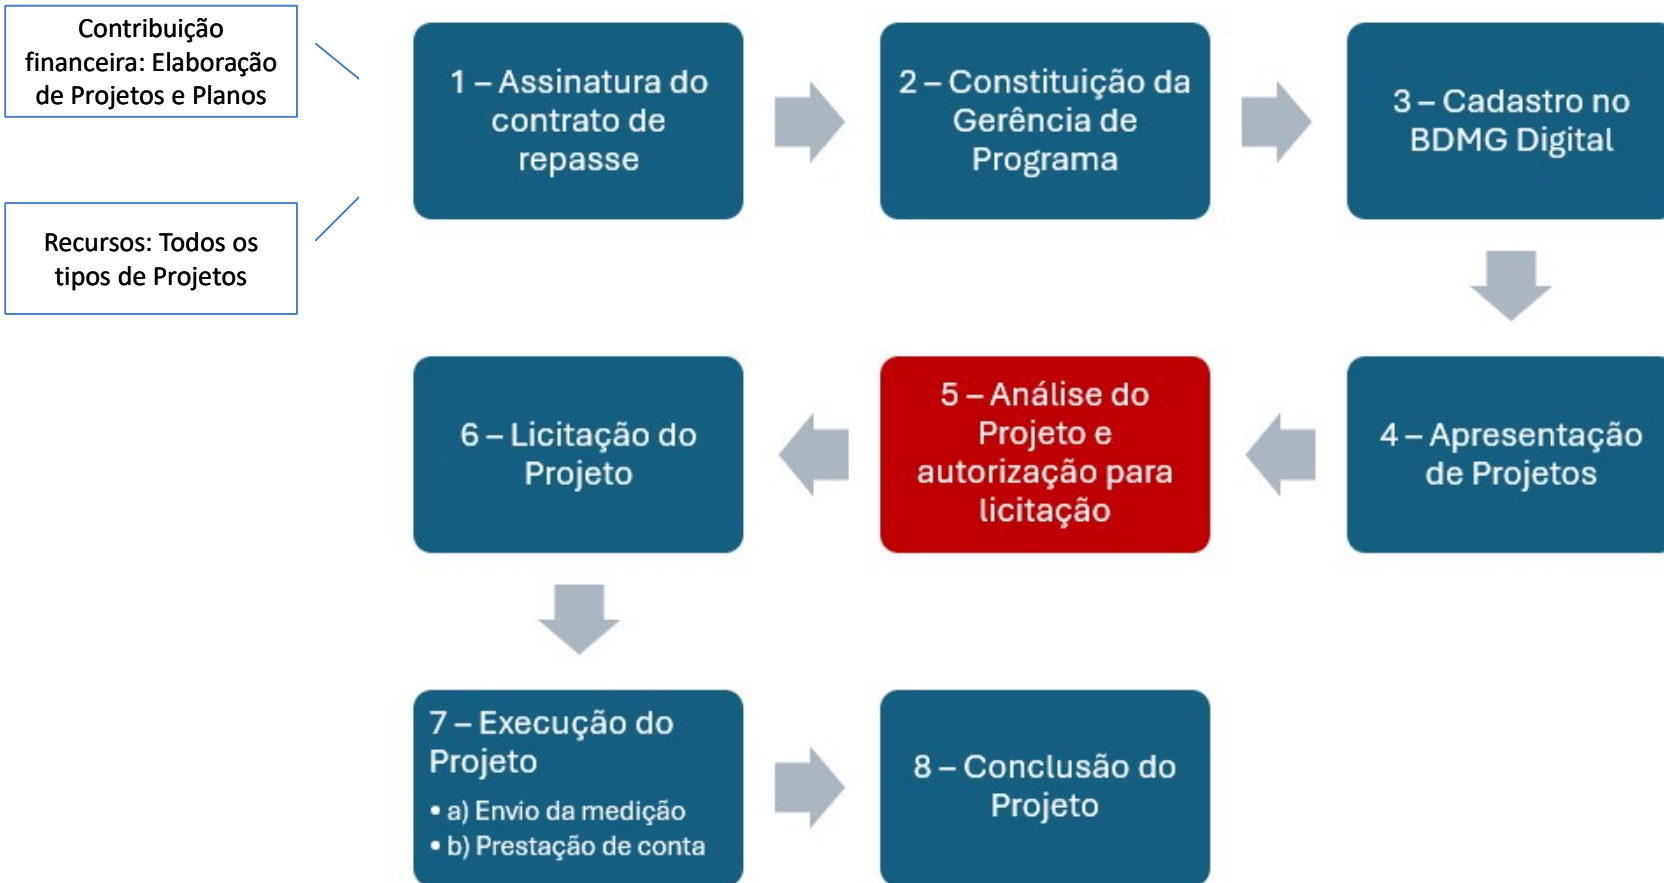 Contribuição
financeira: Elaboração
de Projetos e Planos
Recursos: Todos os
tipos de Projetos
1 – Assinatura do
contrato de
repasse
2 – Constituição da
Gerência de
Programa
3 – Cadastro no
BDMG Digital
4 – Apresentação
de Projetos
5 – Análise do
Projeto e
autorização para
licitação
6 – Licitação do
Projeto
7 – Execução do
Projeto
• a) Envio da medição
• b) Prestação de conta
8 – Conclusão do
Projeto